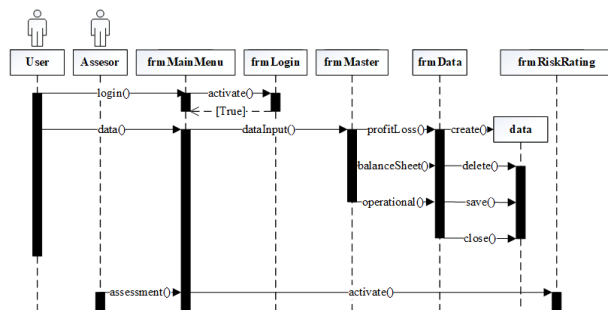 User Assesor frmMainMenu frmLogin frmMaster frmData frmRiskRating
login() activate()
[True]
data() dataInput() profitLoss() create() data
balanceSheet() delete()
operational() save()
close()
assessment() activate()